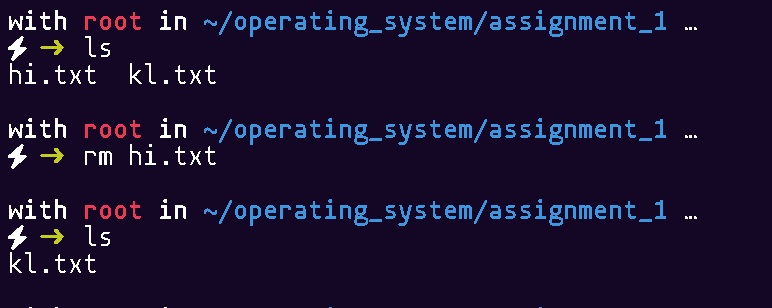 with root in ~/operating_system/assignment_1 …
⚡ ➜ ls
hi.txt  kl.txt
with root in ~/operating_system/assignment_1 …
⚡ ➜ rm hi.txt
with root in ~/operating_system/assignment_1 …
⚡ ➜ ls
kl.txt